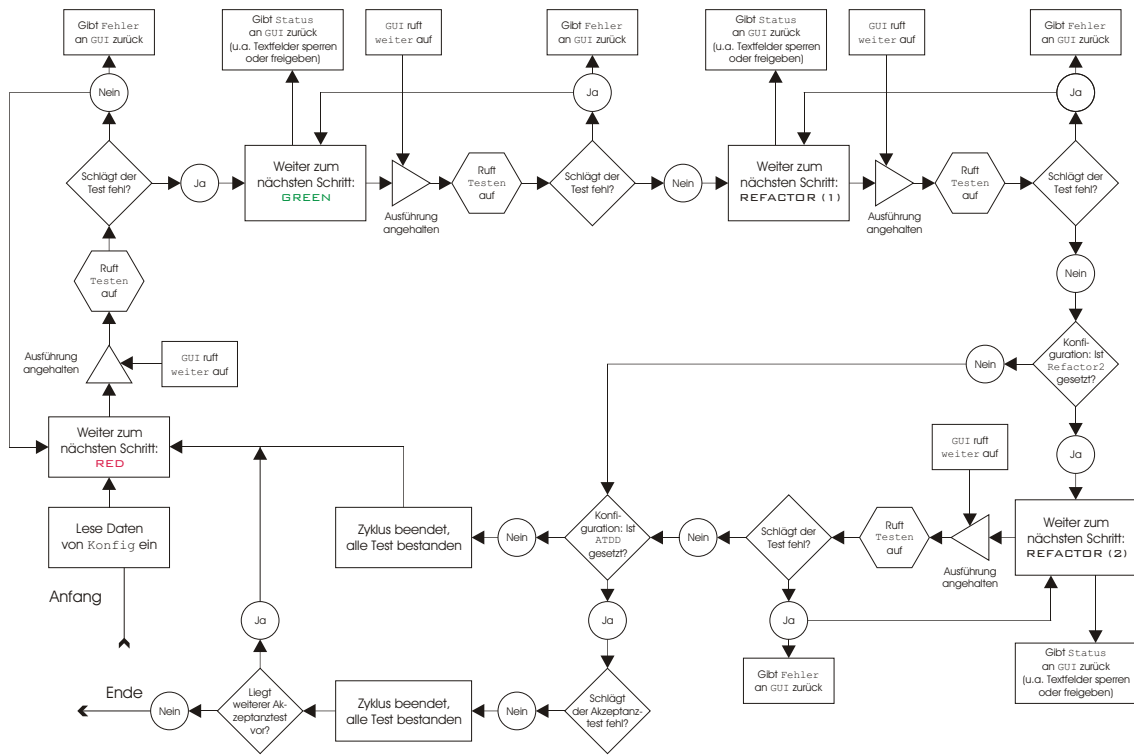 Gibt Fehler
an GUI zurück
Gibt Status
an GUI zurück
(u.a. Textfelder sperren
oder freigeben)
GUI ruft
weiter auf
Gibt Fehler
an GUI zurück
Gibt Status
an GUI zurück
(u.a. Textfelder sperren
oder freigeben)
GUI ruft
weiter auf
Gibt Fehler
an GUI zurück
Nein
Ja
Ja
Schlägt der
Test fehl?
Ja
Weiter zum
nächsten Schritt:
GREEN
Ausführung
angehalten
Ruft
Testen
auf
Schlägt der
Test fehl?
Nein
Weiter zum
nächsten Schritt:
REFACTOR (1)
Ausführung
angehalten
Ruft
Testen
auf
Schlägt der
Test fehl?
Ruft
Testen
auf
Nein
Ausführung
angehalten
GUI ruft
weiter auf
Nein
Konfi-
guration: Ist
Refactor2
gesetzt?
Weiter zum
nächsten Schritt:
RED
GUI ruft
weiter auf
Ja
Lese Daten
von Konfig ein
Zyklus beendet,
alle Test bestanden
Nein
Konfi-
guration: Ist
ATDD
gesetzt?
Nein
Schlägt der
Test fehl?
Ruft
Testen
auf
Ausführung
angehalten
Weiter zum
nächsten Schritt:
REFACTOR (2)
Anfang
Ja
Ja
Ja
Gibt Fehler
an GUI zurück
Gibt Status
an GUI zurück
(u.a. Textfelder sperren
oder freigeben)
Ende
Nein
Liegt
weiterer Ak-
zeptanztest
vor?
Zyklus beendet,
alle Test bestanden
Nein
Schlägt
der Akzeptanz-
test fehl?